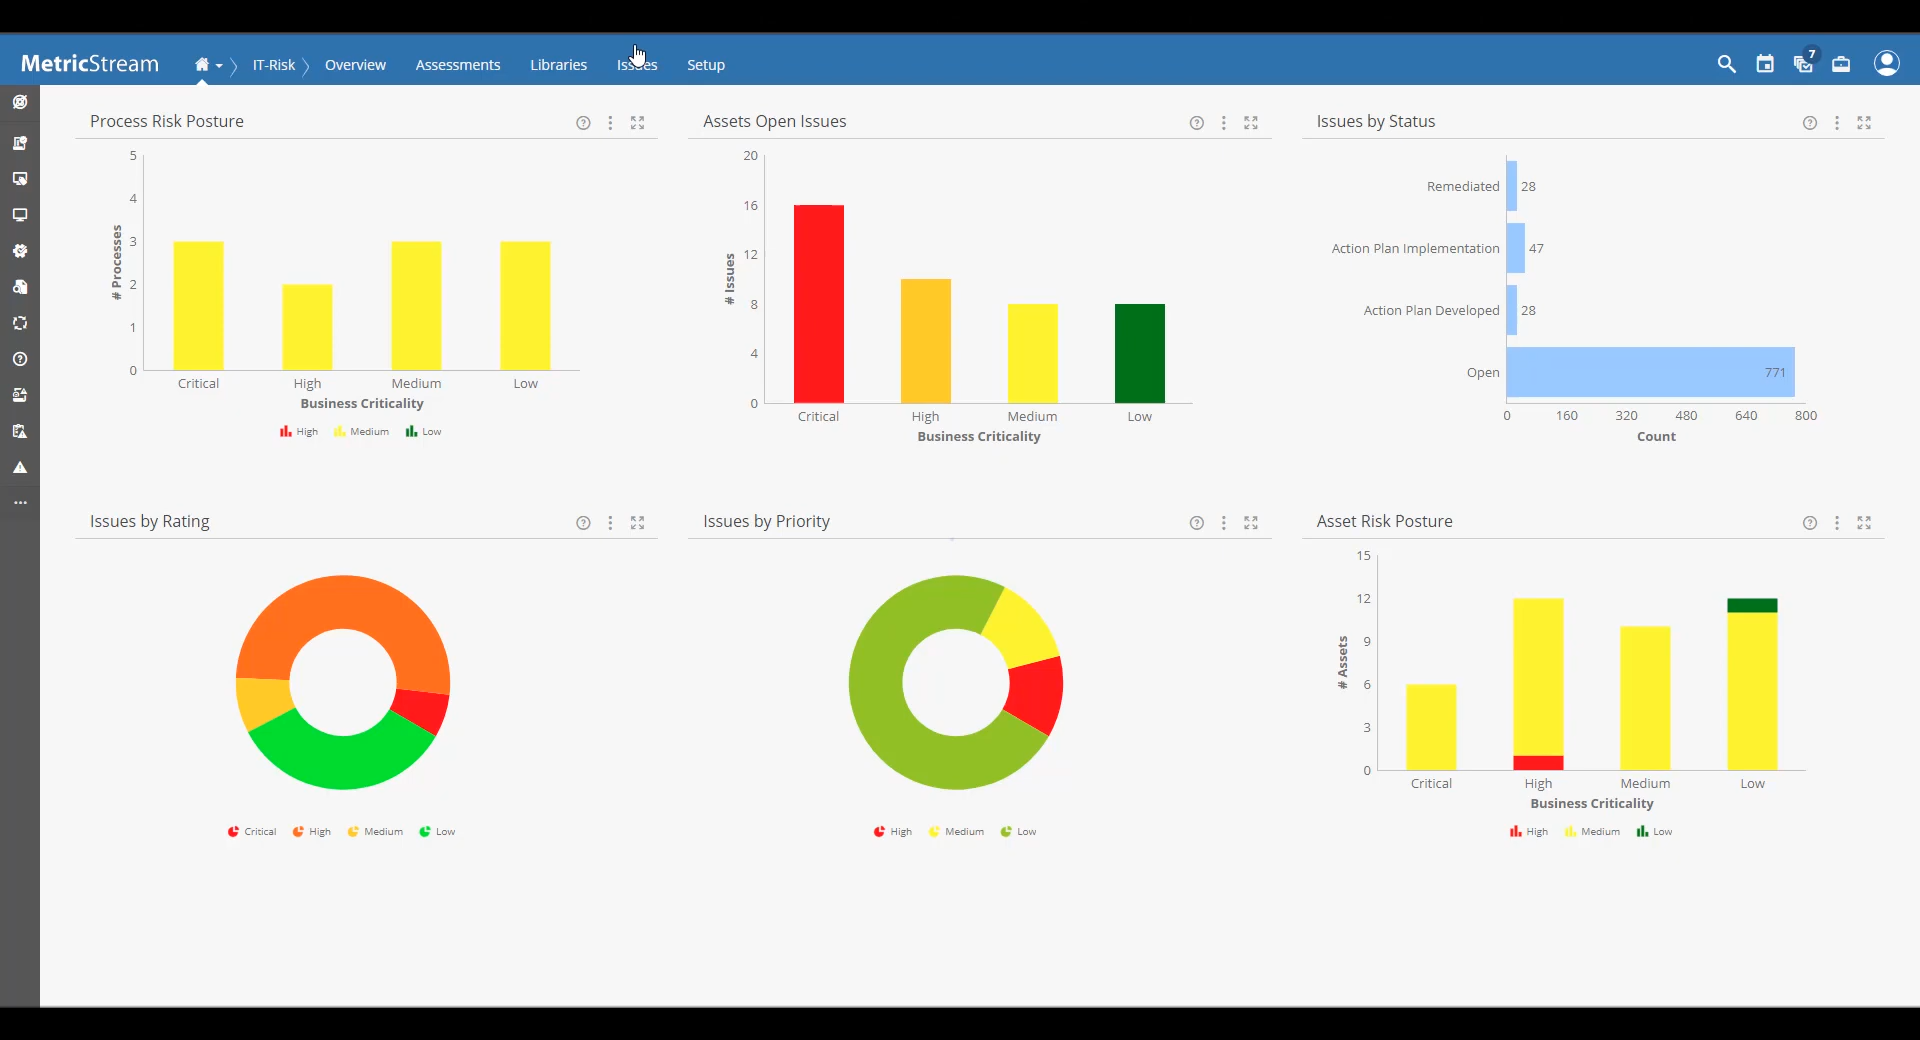 MetricStream
IT-Risk
Overview
Assessments
Libraries
Issues
Setup
7
Process Risk Posture
5
4
3
2
1
0
# Processes
Critical
High
Medium
Low
Business Criticality
High
Medium
Low
Assets Open Issues
20
16
12
8
4
0
# Issues
Critical
High
Medium
Low
Business Criticality
Issues by Status
Remediated
28
Action Plan Implementation
47
Action Plan Developed
28
Open
771
0
160
320
480
640
800
Count
Issues by Rating
Critical
High
Medium
Low
Issues by Priority
High
Medium
Low
Asset Risk Posture
15
12
9
6
3
0
# Assets
Critical
High
Medium
Low
Business Criticality
High
Medium
Low